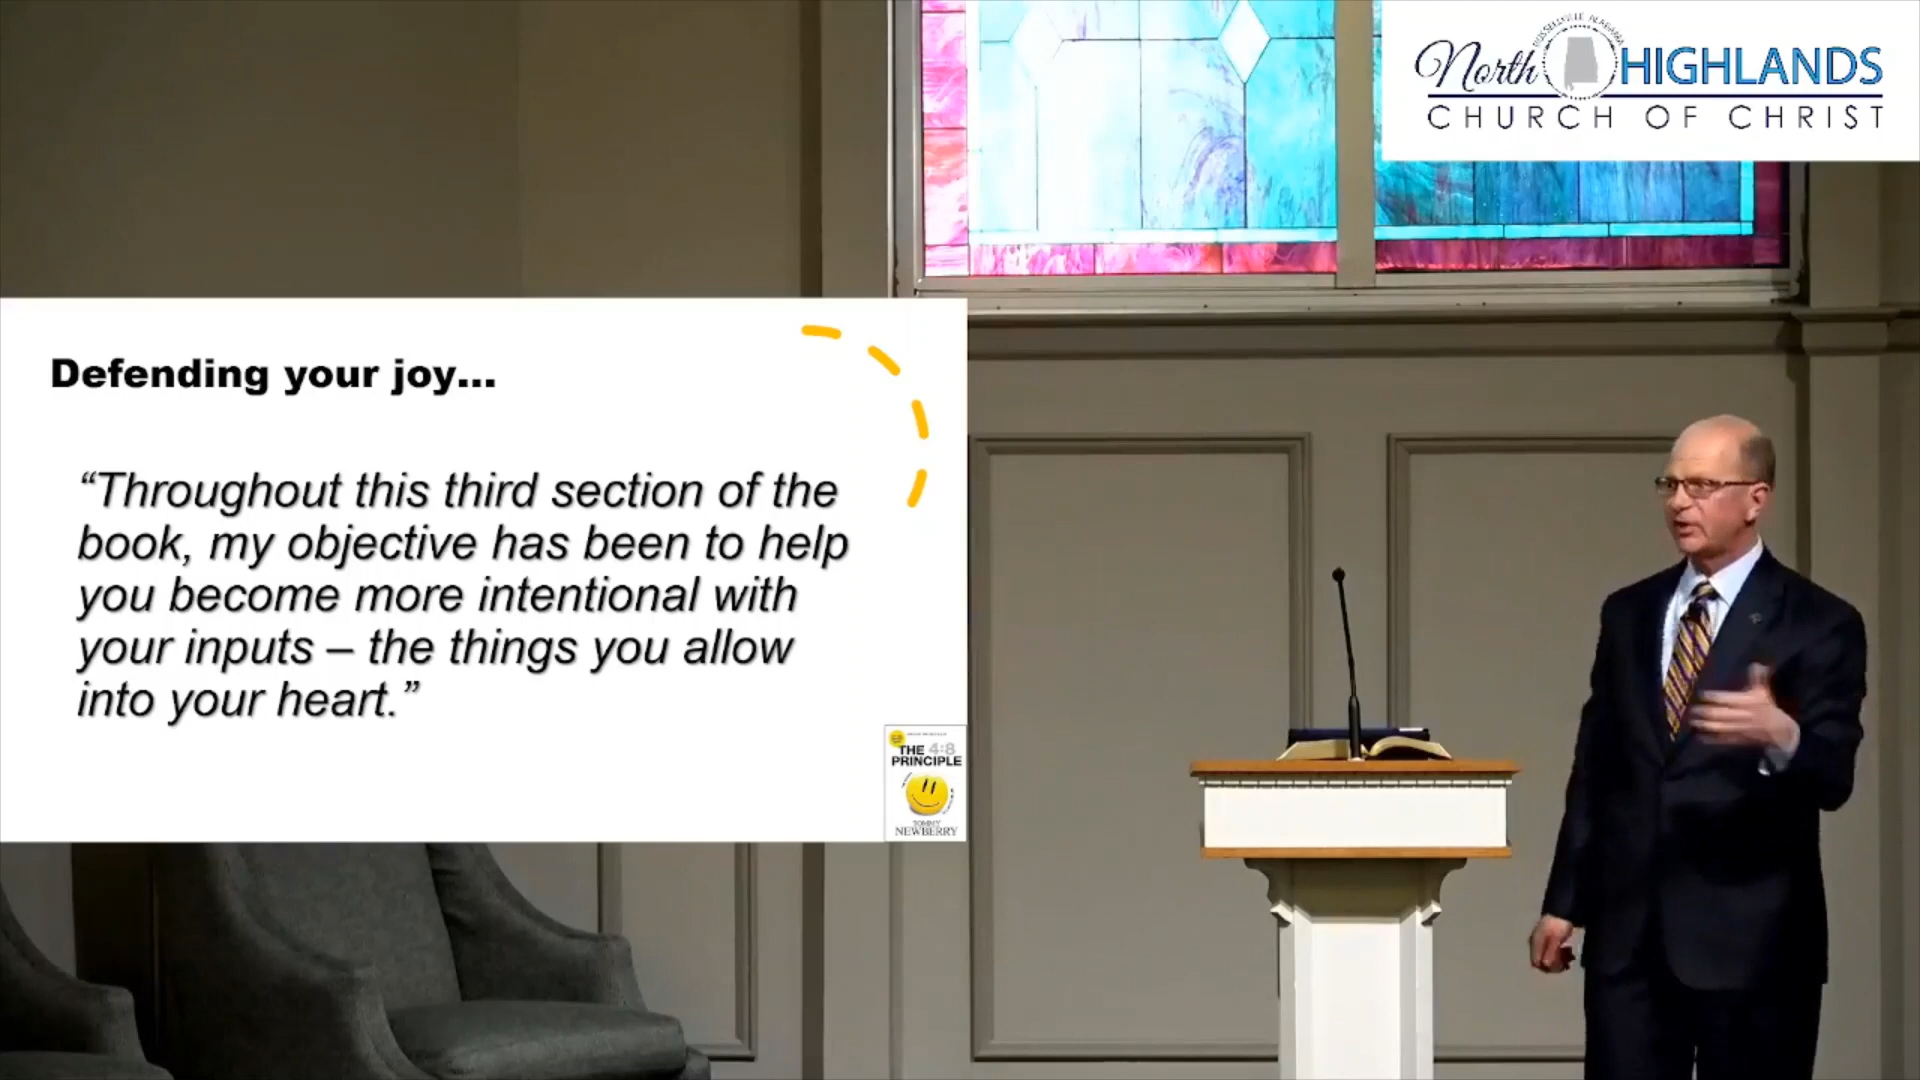 RUSSELLVILLE ALABAMA
North HIGHLANDS
CHURCH OF CHRIST
Defending your joy...
“Throughout this third section of the
book, my objective has been to help
you become more intentional with
your inputs – the things you allow
into your heart.”
THE 4:8
PRINCIPLE
TOMMY
NEWBERRY